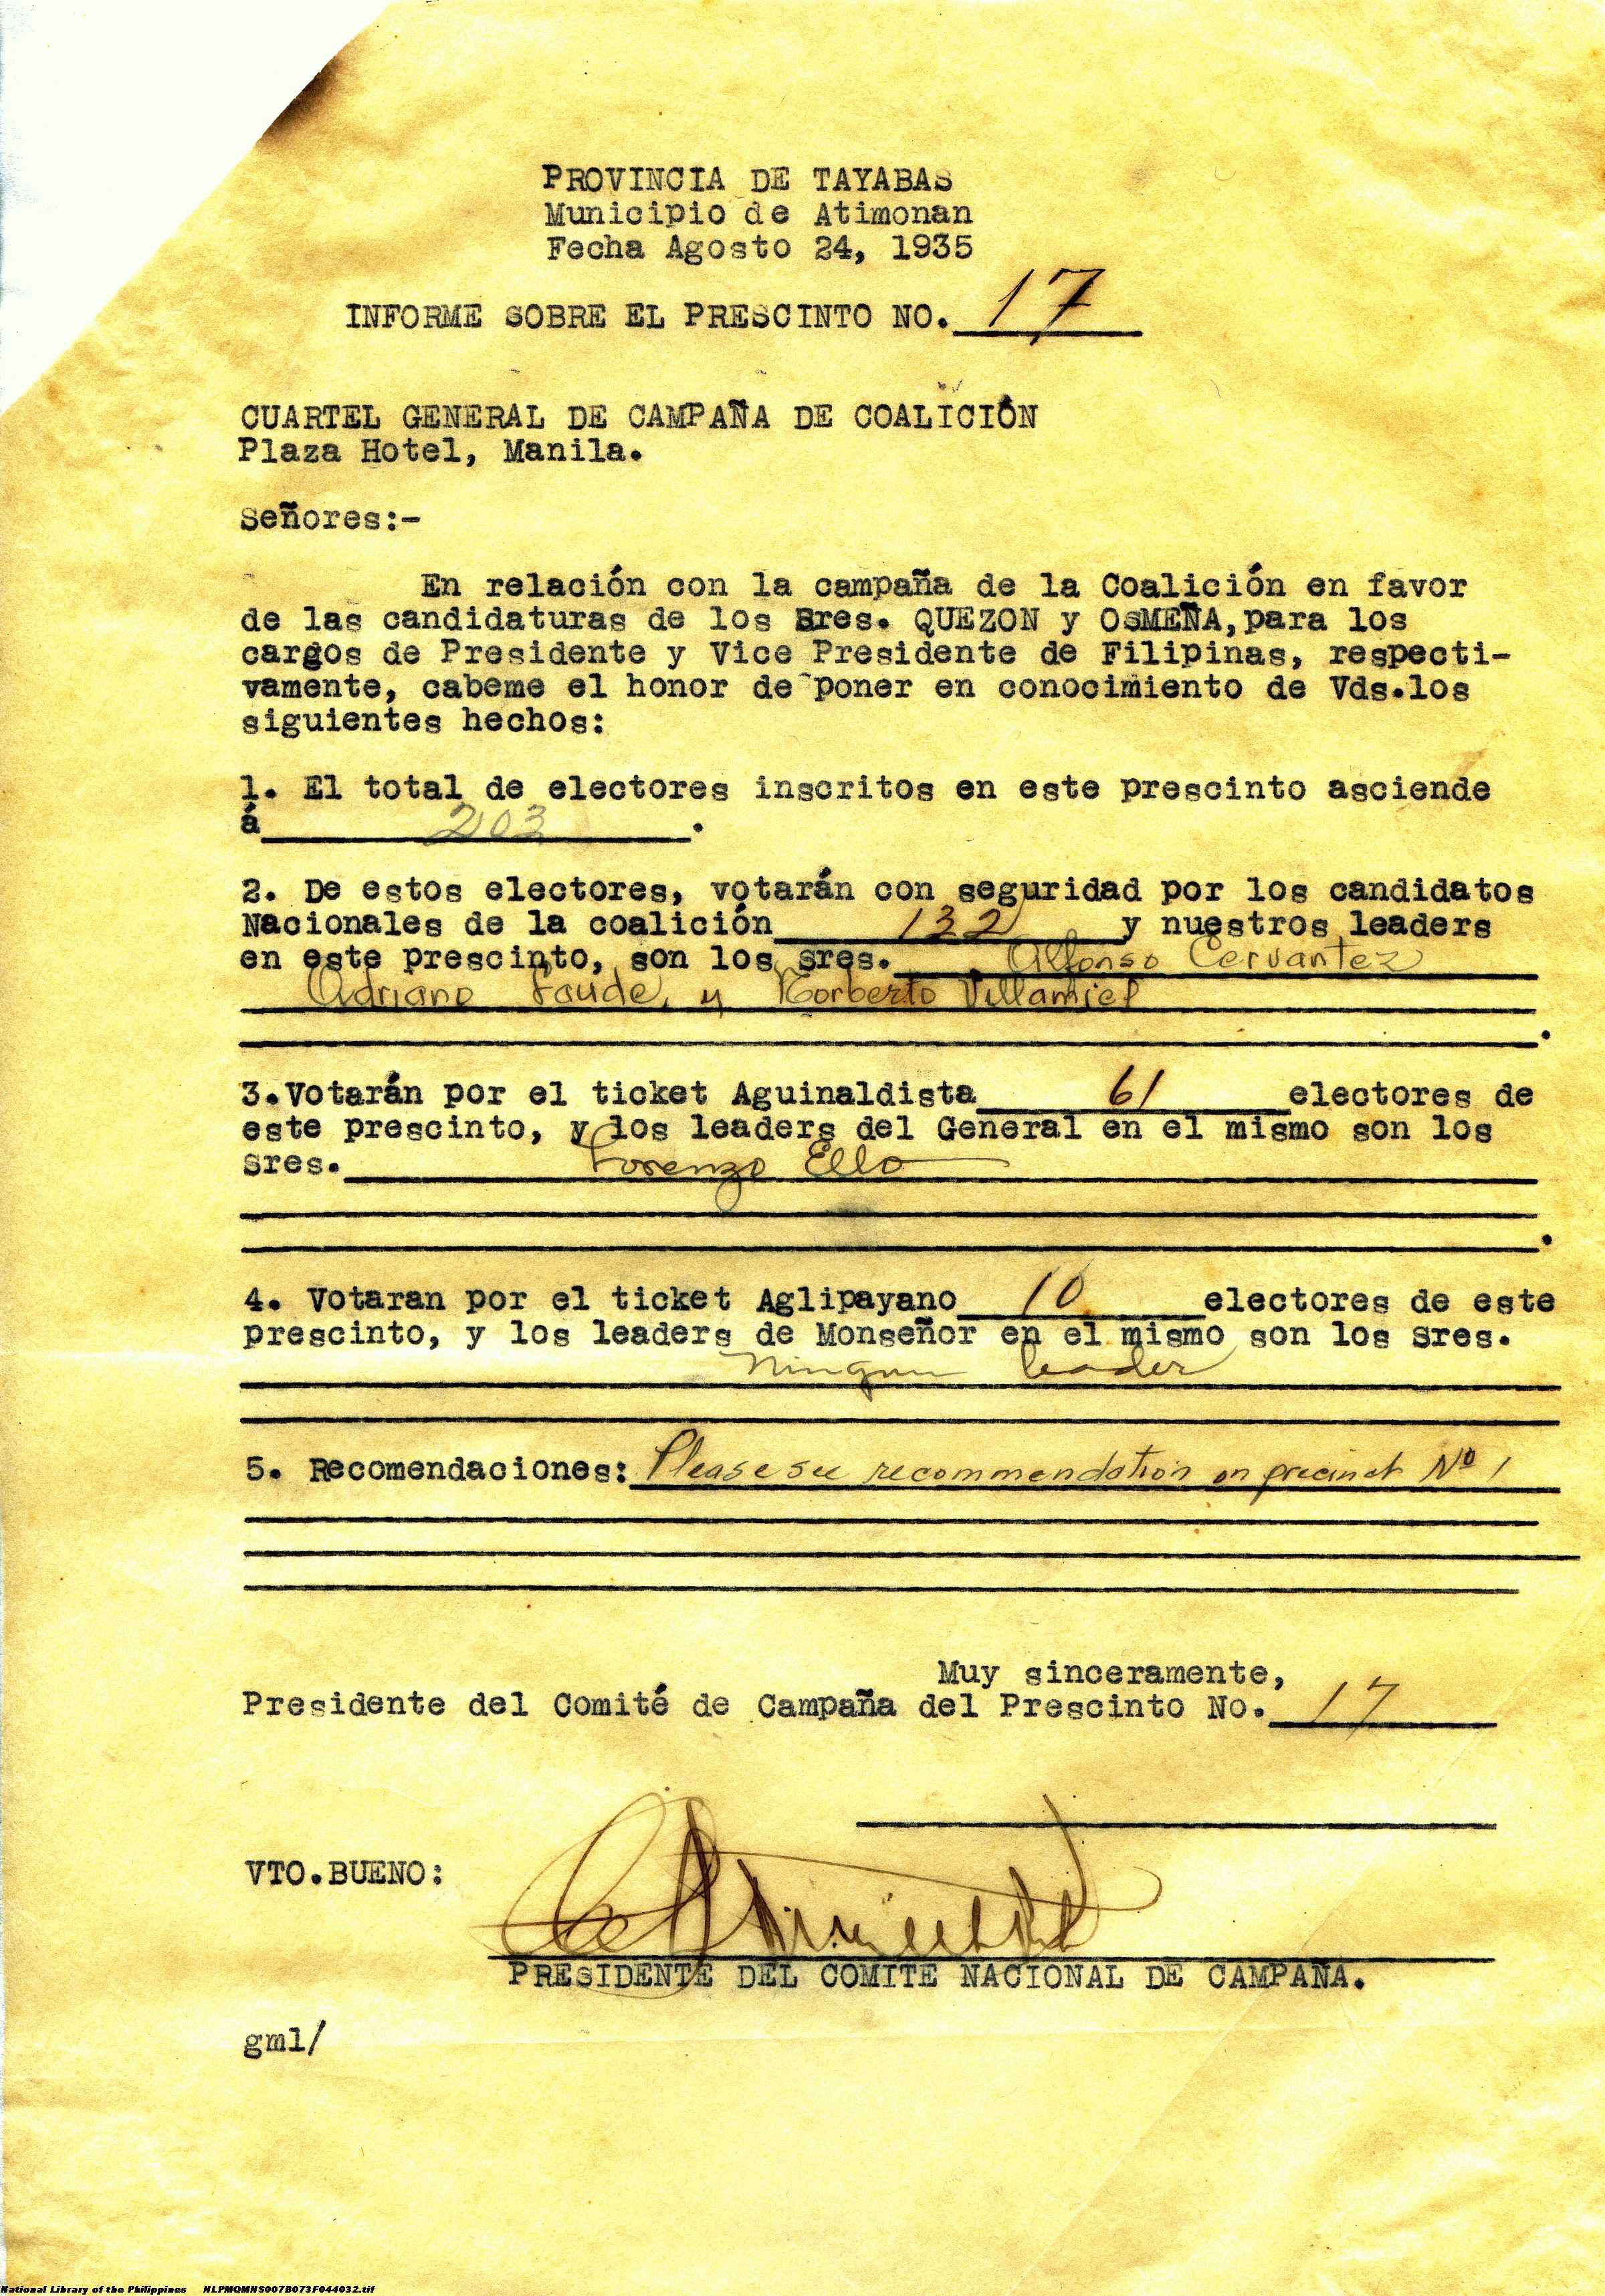 PROVINCIA DE TAYABAS
Municipio de Atimonan
Fecha Agosto 24, 1935
INFORME SOBRE EL PRESCINTO NO. 17
CUARTEL GENERAL DE CAMPAÑA DE COALICIÓN
Plaza Hotel, Manila.
Señores:-
En relación con la campaña de la Coalición en favor
de las candidaturas de los Sres. QUEZON y OSMEÑA, para los
cargos de Presidente y Vice Presidente de Filipinas, respecti-
vamente, cabeme el honor de poner en conocimiento de Vds.los
siguientes hechos:
1. El total de electores inscritos en este prescinto asciende
á 203.
2. De estos electores, votarán con seguridad por los candidatos
Nacionales de la coalición 132 y nuestros leaders
en este prescinto, son los sres. Alfonso Cervantez
Adriano y Norberto Villamiel
.
3.Votarán por el ticket Aguinaldista 61 electores de
este prescinto, y los leaders del General en el mismo son los
sres. Lorenzo Ello
.
4. Votaran por el ticket Aglipayano 10 electores de este
prescinto, y los leaders de Monseñor en el mismo son los sres.
Ningun leader
5. Recomendaciones: Please see recommendation on precinct Nº 1
Muy sinceramente,
Presidente del Comité de Campaña del Prescinto No. 17
VTO.BUENO:
PRESIDENTE DEL COMITE NACIONAL DE CAMPAÑA.
gml/
National Library of the Philippines NLPMQMNS007B073F044032.tif